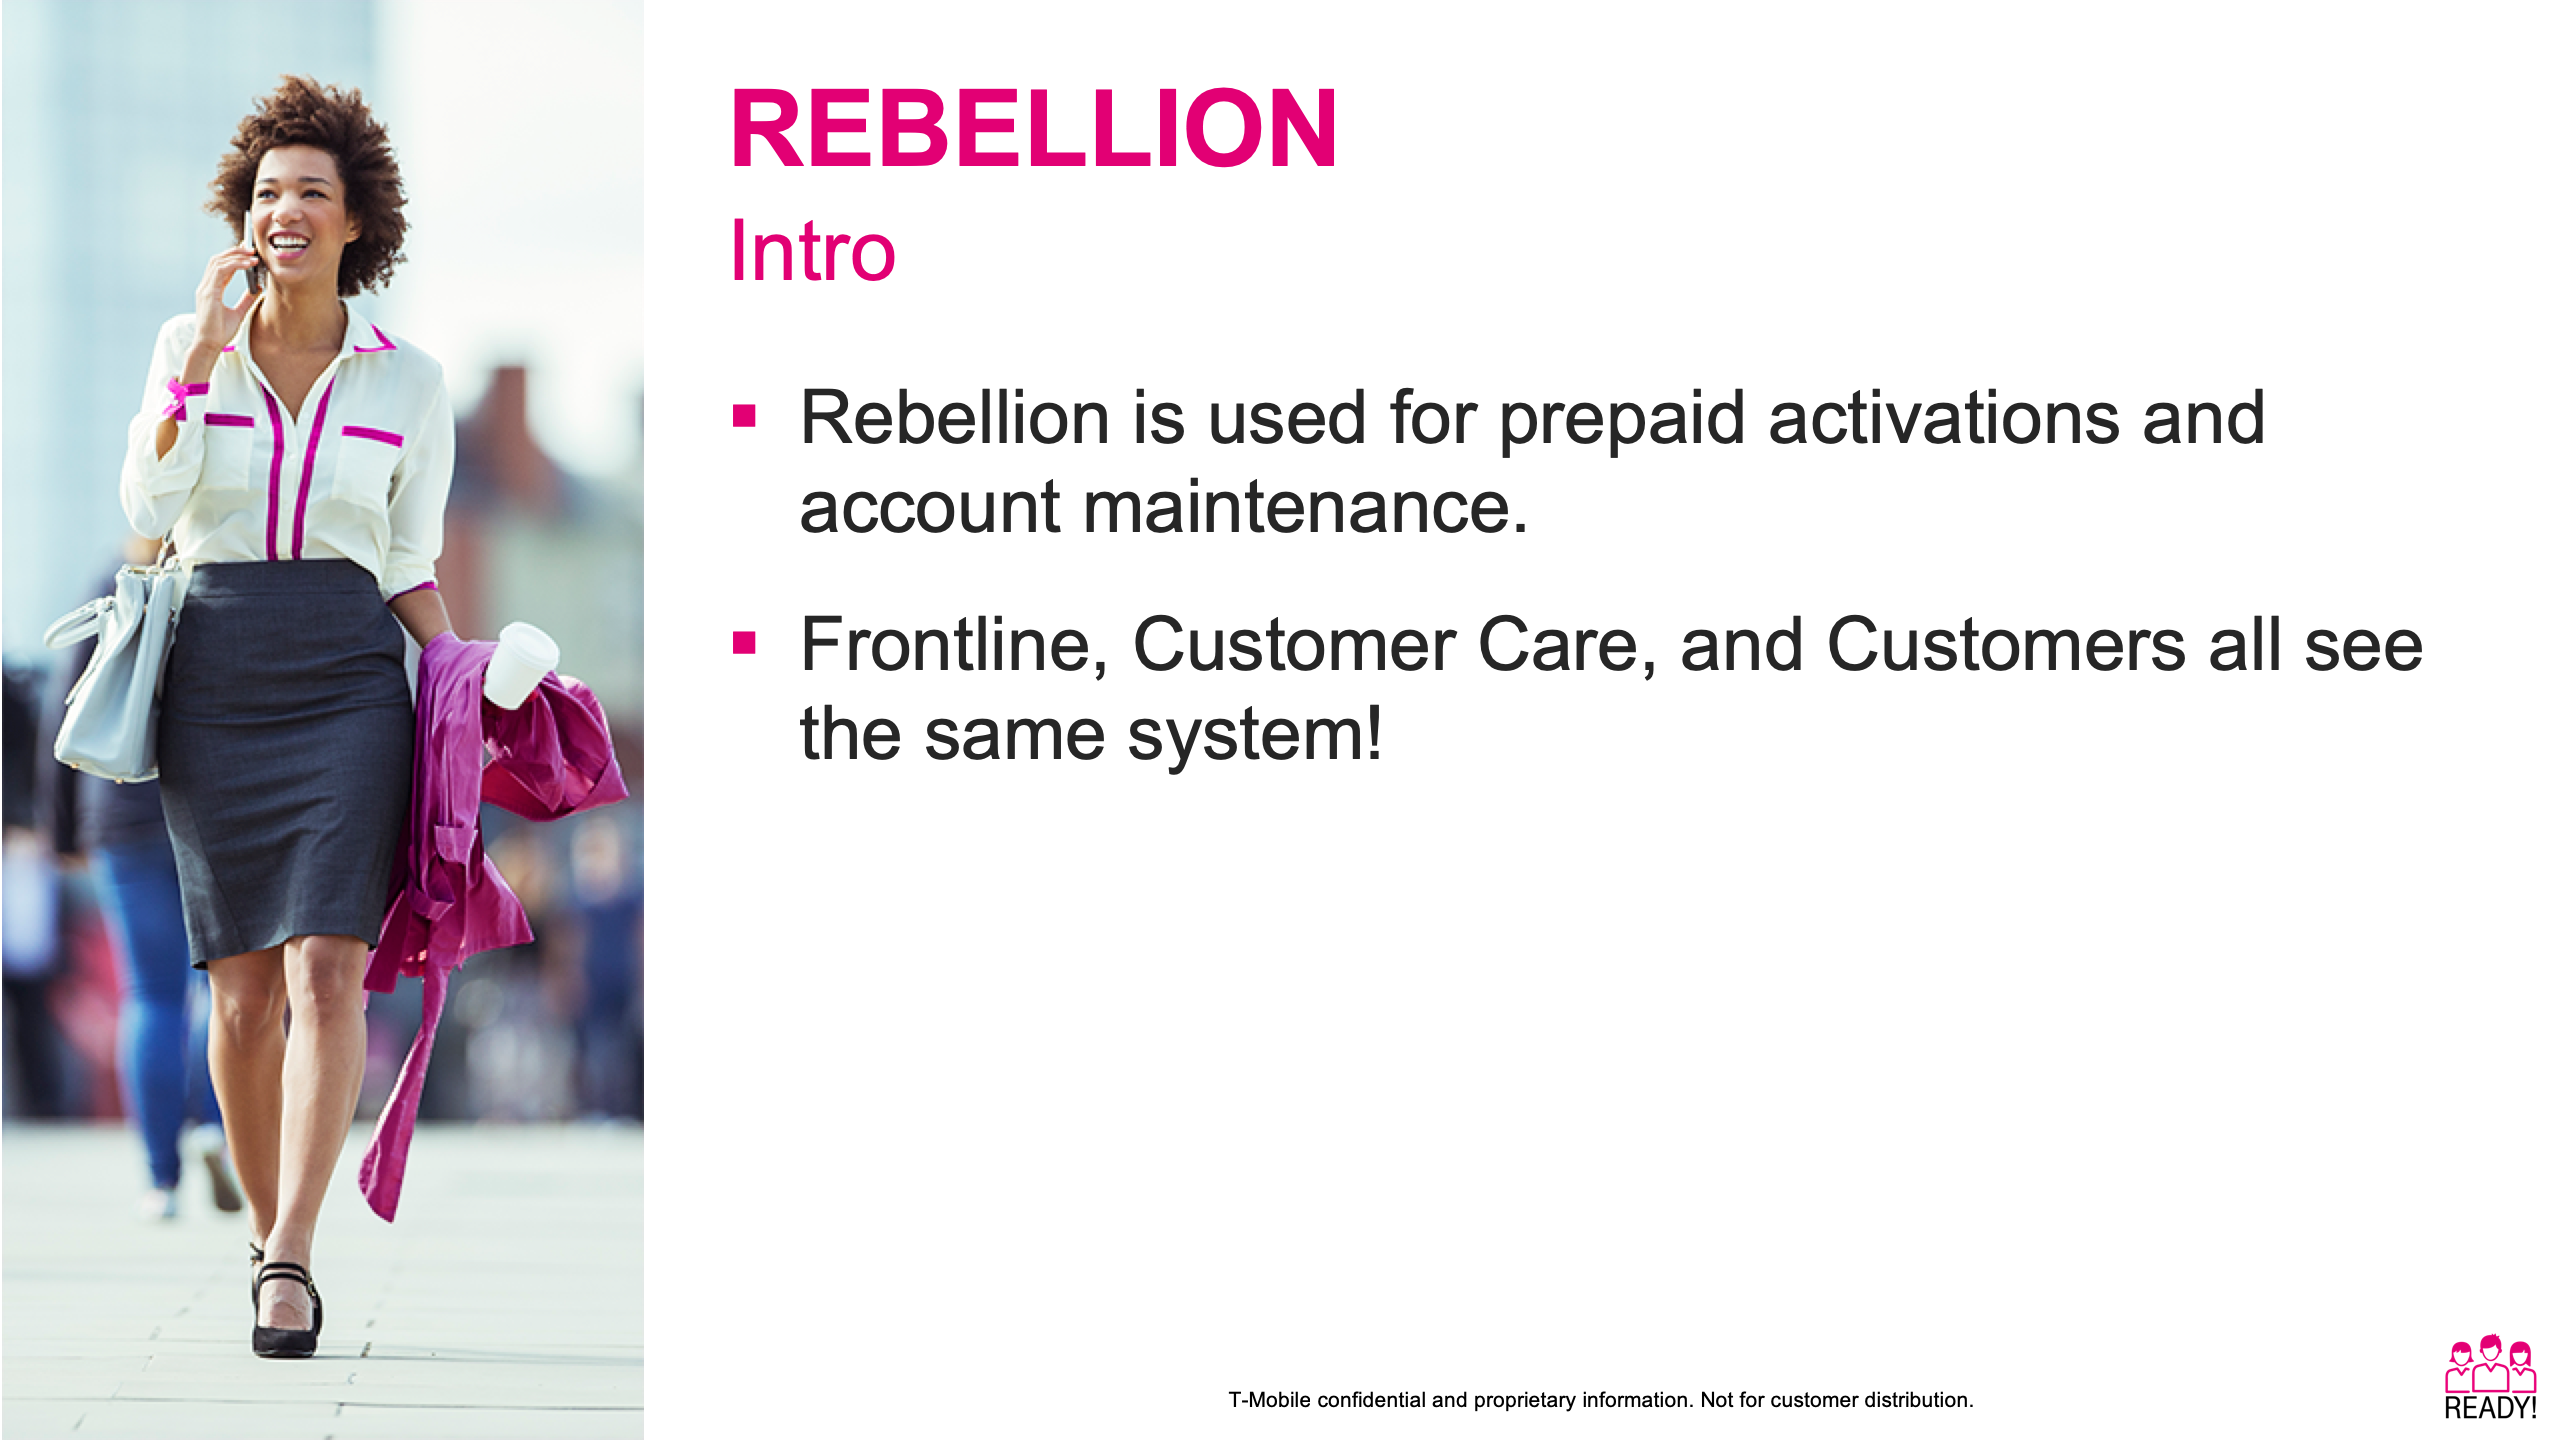 REBELLION
Intro
▪ Rebellion is used for prepaid activations and
account maintenance.
▪ Frontline, Customer Care, and Customers all see
the same system!
T-Mobile confidential and proprietary information. Not for customer distribution.
READY!